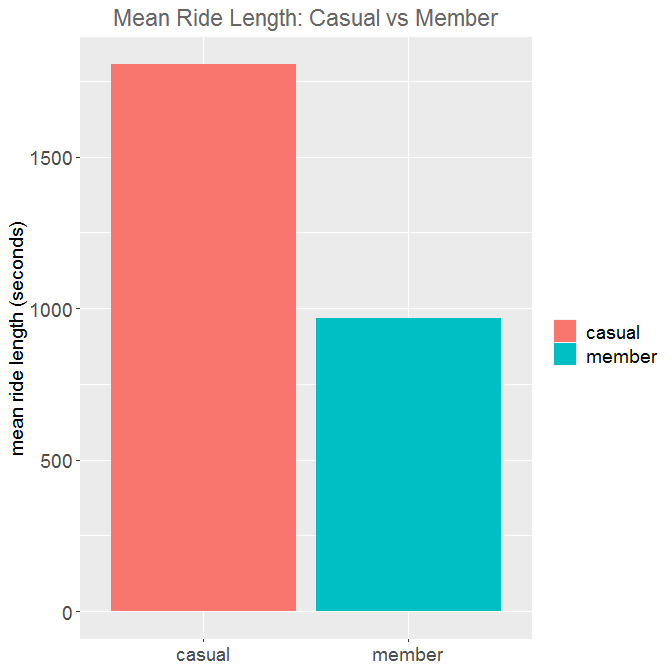 Mean Ride Length: Casual vs Member
mean ride length (seconds)
1500
1000
500
0
casual
member
casual
member